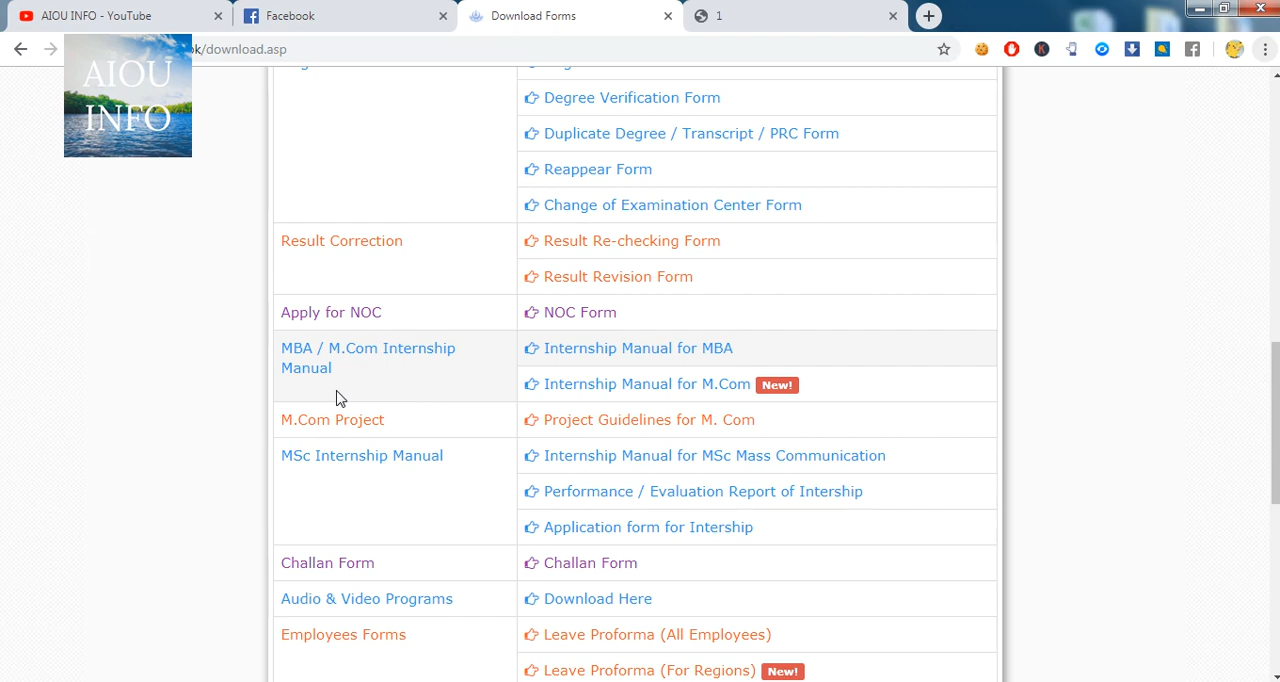 AIOU INFO - YouTube
Facebook
Download Forms
1
k/download.asp
AIOU
INFO
Degree Verification Form
Duplicate Degree / Transcript / PRC Form
Reappear Form
Change of Examination Center Form
Result Correction
Result Re-checking Form
Result Revision Form
Apply for NOC
NOC Form
MBA / M.Com Internship
Manual
Internship Manual for MBA
Internship Manual for M.Com New!
M.Com Project
Project Guidelines for M. Com
MSc Internship Manual
Internship Manual for MSc Mass Communication
Performance / Evaluation Report of Intership
Application form for Intership
Challan Form
Challan Form
Audio & Video Programs
Download Here
Employees Forms
Leave Proforma (All Employees)
Leave Proforma (For Regions) New!